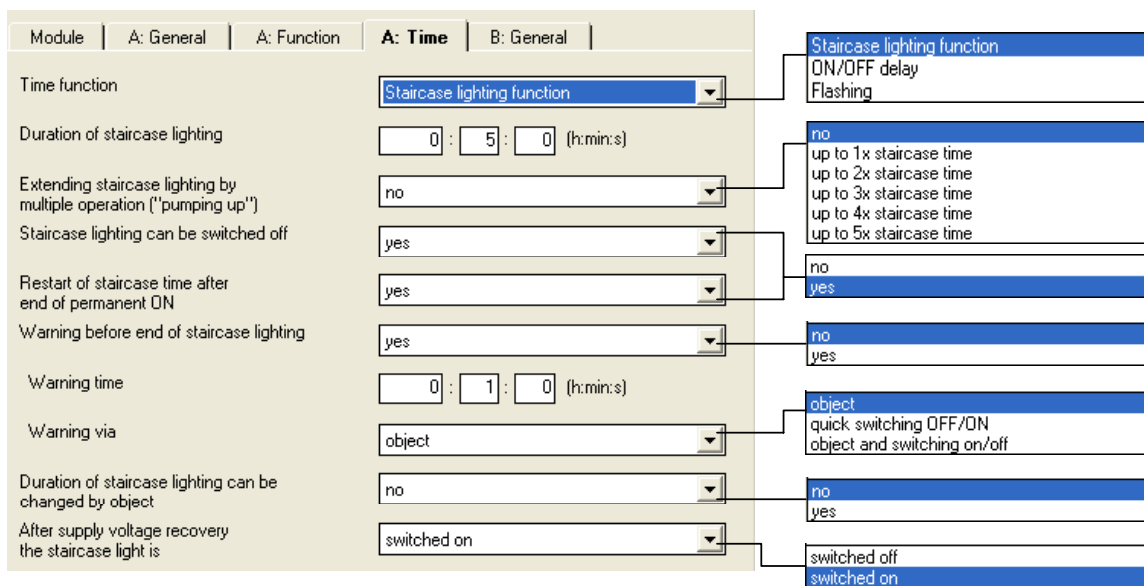 Module
A: General
A: Function
A: Time
B: General
Time function
Staircase lighting function
Duration of staircase lighting
0 : 5 : 0 (h:min:s)
Extending staircase lighting by
multiple operation ("pumping up")
no
Staircase lighting can be switched off
yes
Restart of staircase time after
end of permanent ON
yes
Warning before end of staircase lighting
yes
Warning time
0 : 1 : 0 (h:min:s)
Warning via
object
Duration of staircase lighting can be
changed by object
no
After supply voltage recovery
the staircase light is
switched on
Staircase lighting function
ON/OFF delay
Flashing
no
up to 1x staircase time
up to 2x staircase time
up to 3x staircase time
up to 4x staircase time
up to 5x staircase time
no
yes
no
yes
object
quick switching OFF/ON
object and switching on/off
no
yes
switched off
switched on